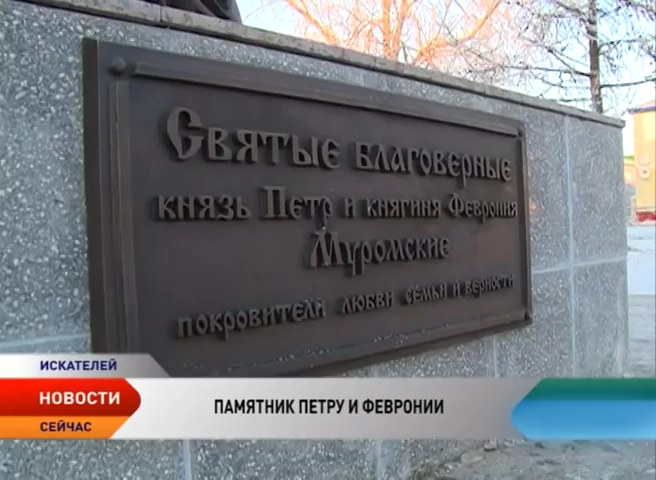 Святые благоверные
князь Петр и княгиня Феврония
Муромские
покровители любви семьи и верности
ИСКАТЕЛЕЙ
НОВОСТИ
СЕЙЧАС
ПАМЯТНИК ПЕТРУ И ФЕВРОНИИ